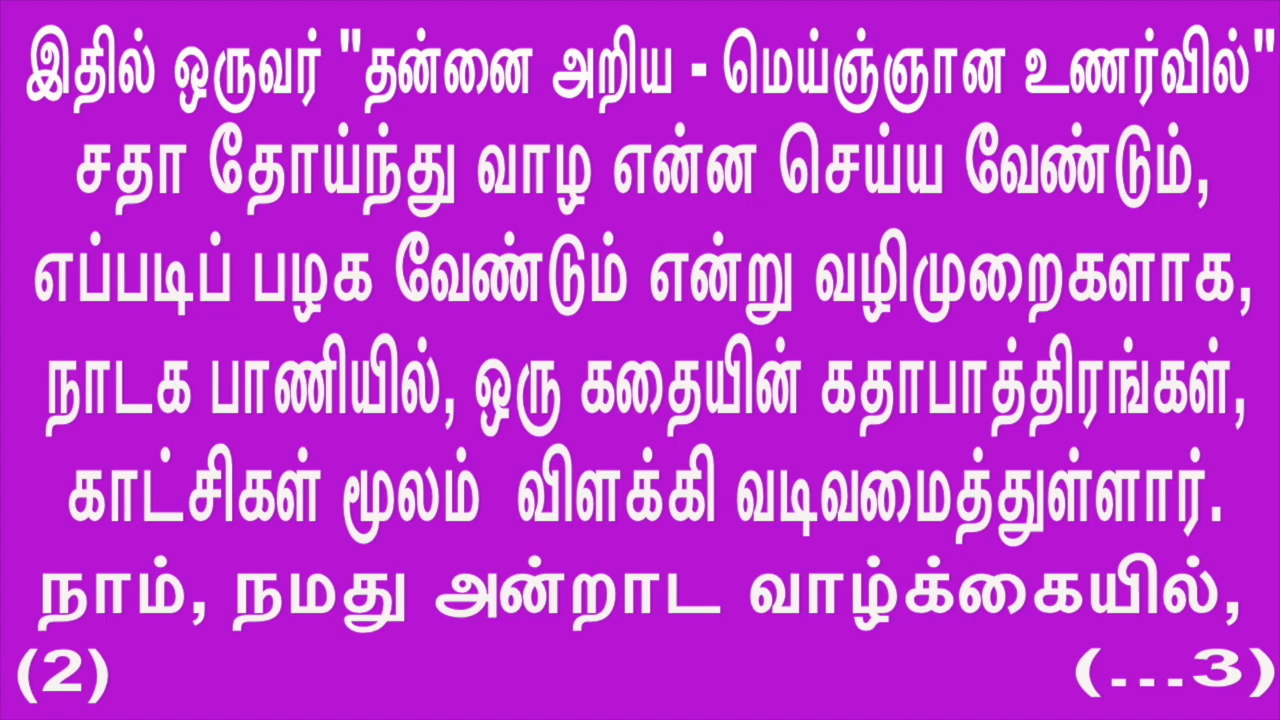 இதில் ஒருவர் "தன்னை அறிய - மெய்ஞ்ஞான உணர்வில்"
சதா தோய்ந்து வாழ என்ன செய்ய வேண்டும்,
எப்படிப் பழக வேண்டும் என்று வழிமுறைகளாக,
நாடக பாணியில், ஒரு கதையின் கதாபாத்திரங்கள்,
காட்சிகள் மூலம் விளக்கி வடிவமைத்துள்ளார்.
நாம், நமது அன்றாட வாழ்க்கையில்,
(2) (...3)